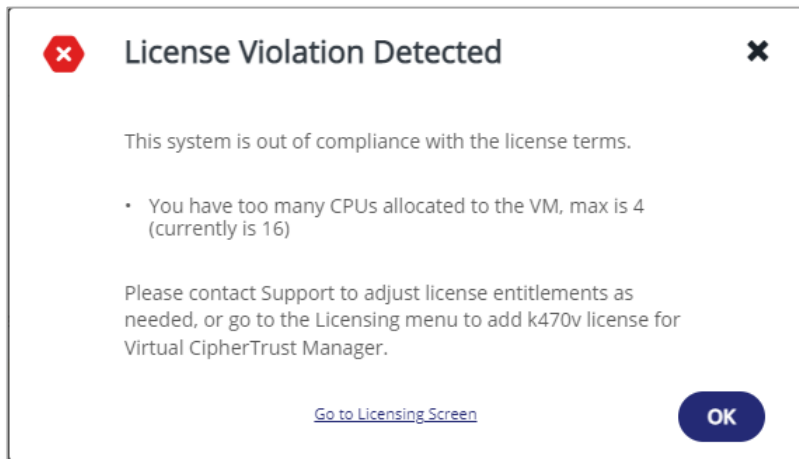 License Violation Detected
This system is out of compliance with the license terms.
• You have too many CPUs allocated to the VM, max is 4
(currently is 16)
Please contact Support to adjust license entitlements as
needed, or go to the Licensing menu to add k470v license for
Virtual CipherTrust Manager.
Go to Licensing Screen
OK